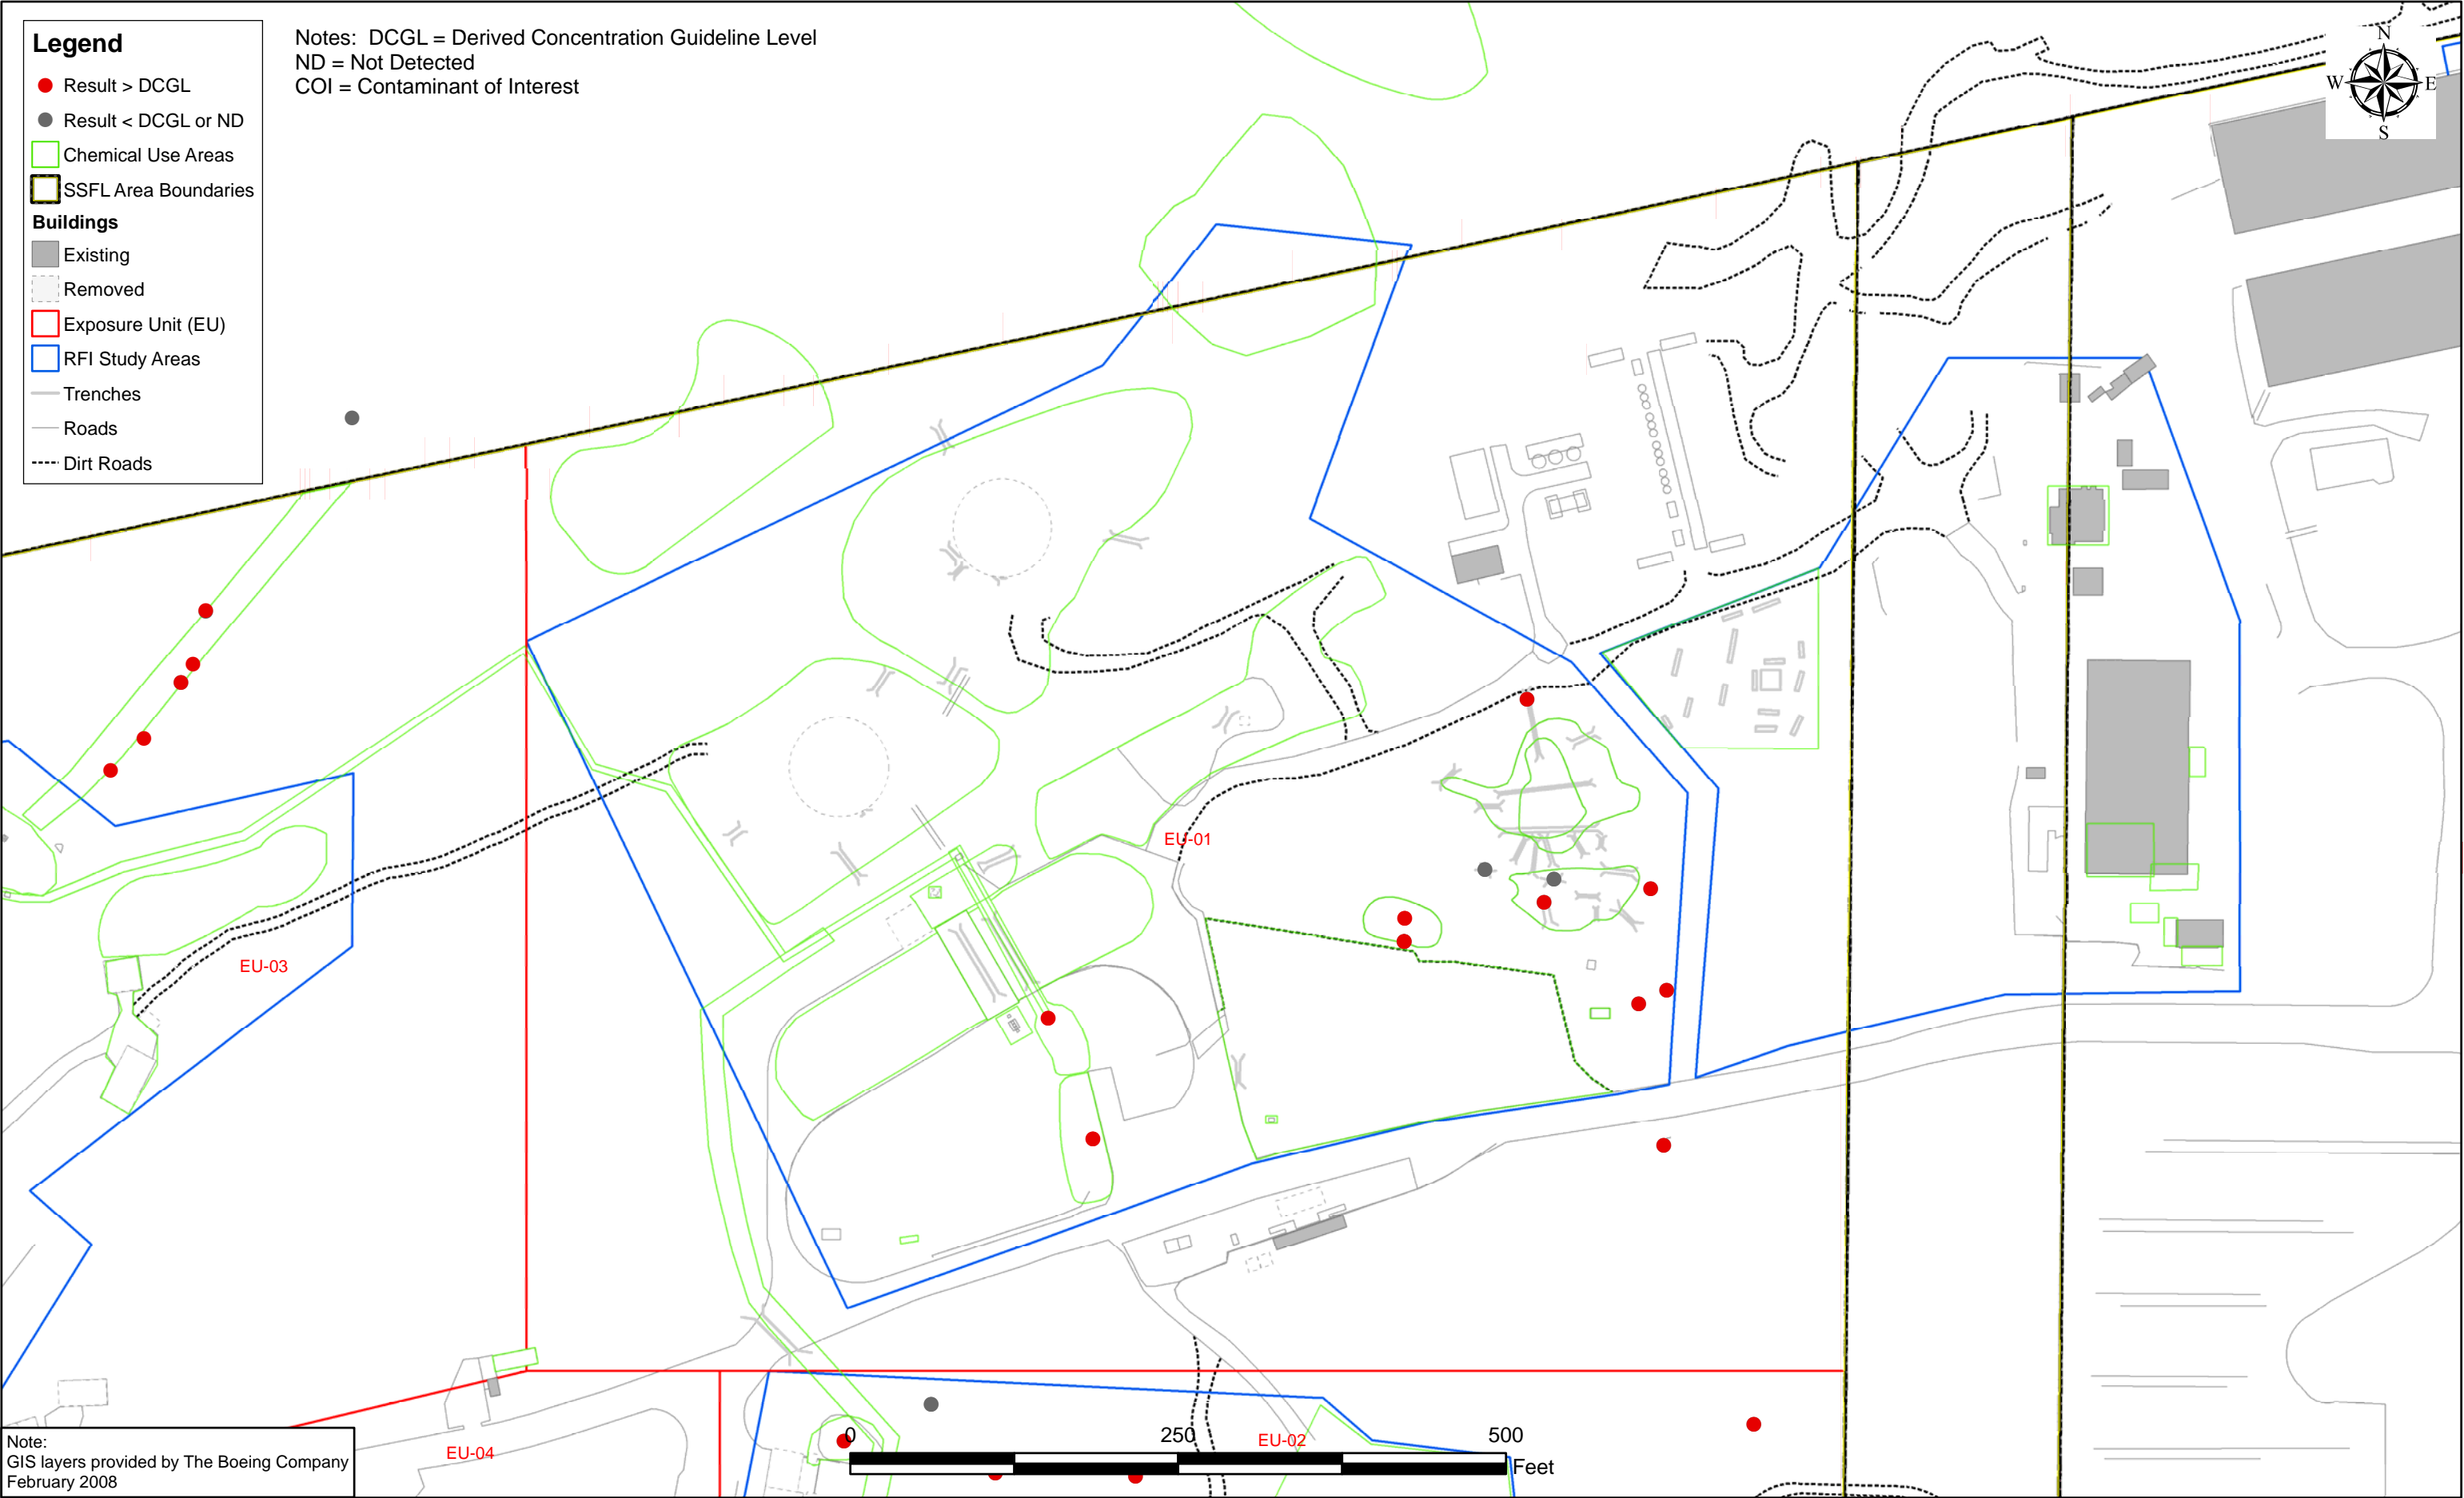 Legend
Result > DCGL
Result < DCGL or ND
Chemical Use Areas
SSFL Area Boundaries
Buildings
Existing
Removed
Exposure Unit (EU)
RFI Study Areas
Trenches
Roads
Dirt Roads
Notes: DCGL = Derived Concentration Guideline Level
ND = Not Detected
COI = Contaminant of Interest
N
W E
S
EU-01
EU-03
EU-04
EU-02
0 250 500
Feet
Note:
GIS layers provided by The Boeing Company
February 2008